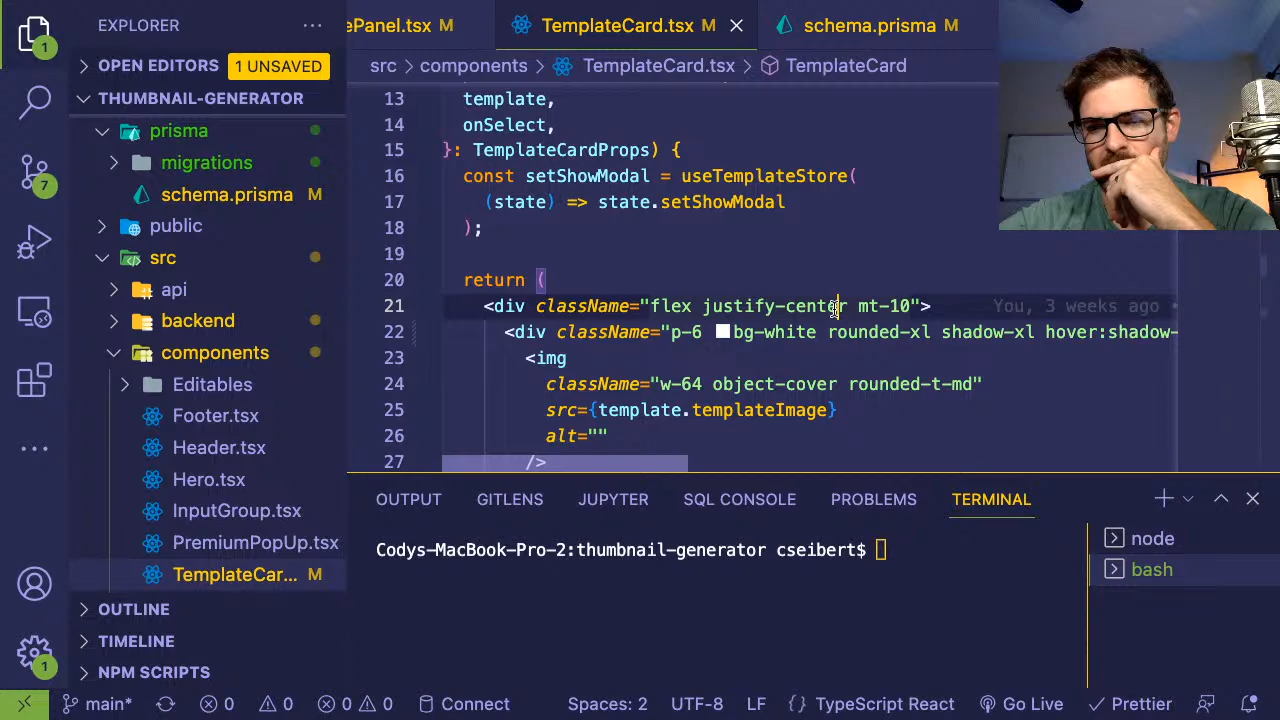 EXPLORER
OPEN EDITORS 1 UNSAVED
THUMBNAIL-GENERATOR
prisma
migrations
schema.prisma M
public
src
api
backend
components
Editables
Footer.tsx
Header.tsx
Hero.tsx
InputGroup.tsx
PremiumPopUp.tsx
TemplateCar... M
OUTLINE
TIMELINE
NPM SCRIPTS
1
7
1
ePanel.tsx M
TemplateCard.tsx M
schema.prisma M
src > components > TemplateCard.tsx > TemplateCard
13 template,
14 onSelect,
15 }: TemplateCardProps) {
16 const setShowModal = useTemplateStore(
17 (state) => state.setShowModal
18 );
19
20 return (
21 <div className="flex justify-center mt-10"> You, 3 weeks ago •
22 <div className="p-6 bg-white rounded-xl shadow-xl hover:shadow-
23 <img
24 className="w-64 object-cover rounded-t-md"
25 src={template.templateImage}
26 alt=""
27 />
OUTPUT GITLENS JUPYTER SQL CONSOLE PROBLEMS TERMINAL
Codys-MacBook-Pro-2:thumbnail-generator cseibert$
node
bash
main* 0 0 0 0 Connect Spaces: 2 UTF-8 LF {} TypeScript React Go Live Prettier